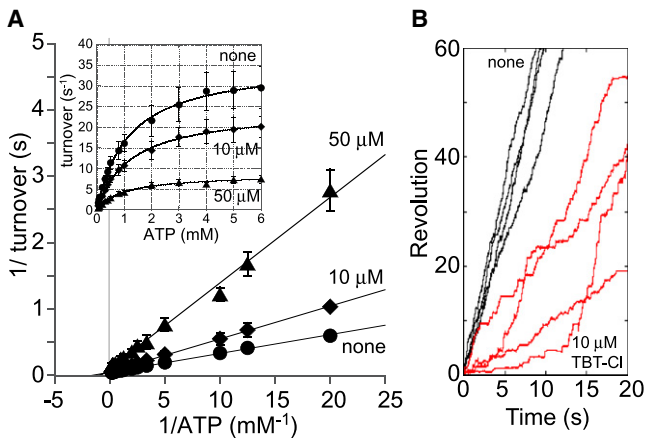 A
5
4
3
2
1
0
1/ turnover (s)
-5
0
5
10
15
20
25
1/ATP (mM-1)
50 μM
10 μM
none
40
35
30
25
20
15
10
5
0
turnover (s-1)
none
10 μM
50 μM
0
1
2
3
4
5
6
ATP (mM)
B
60
40
20
0
Revolution
none
10 μM
TBT-Cl
0
5
10
15
20
Time (s)